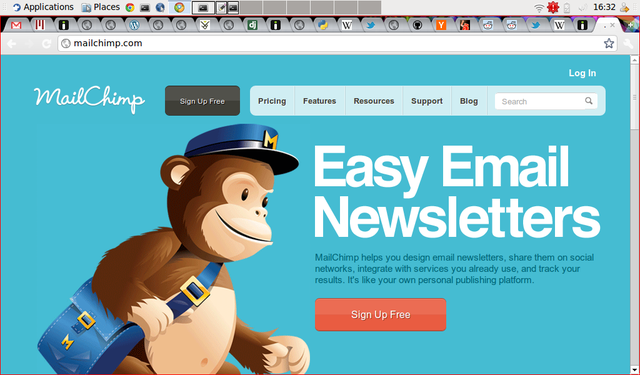 Applications Places 16:32
mailchimp.com
Log In
MailChimp
Sign Up Free
Pricing Features Resources Support Blog Search
Easy Email
Newsletters
MailChimp helps you design email newsletters, share them on social
networks, integrate with services you already use, and track your
results. It's like your own personal publishing platform.
Sign Up Free